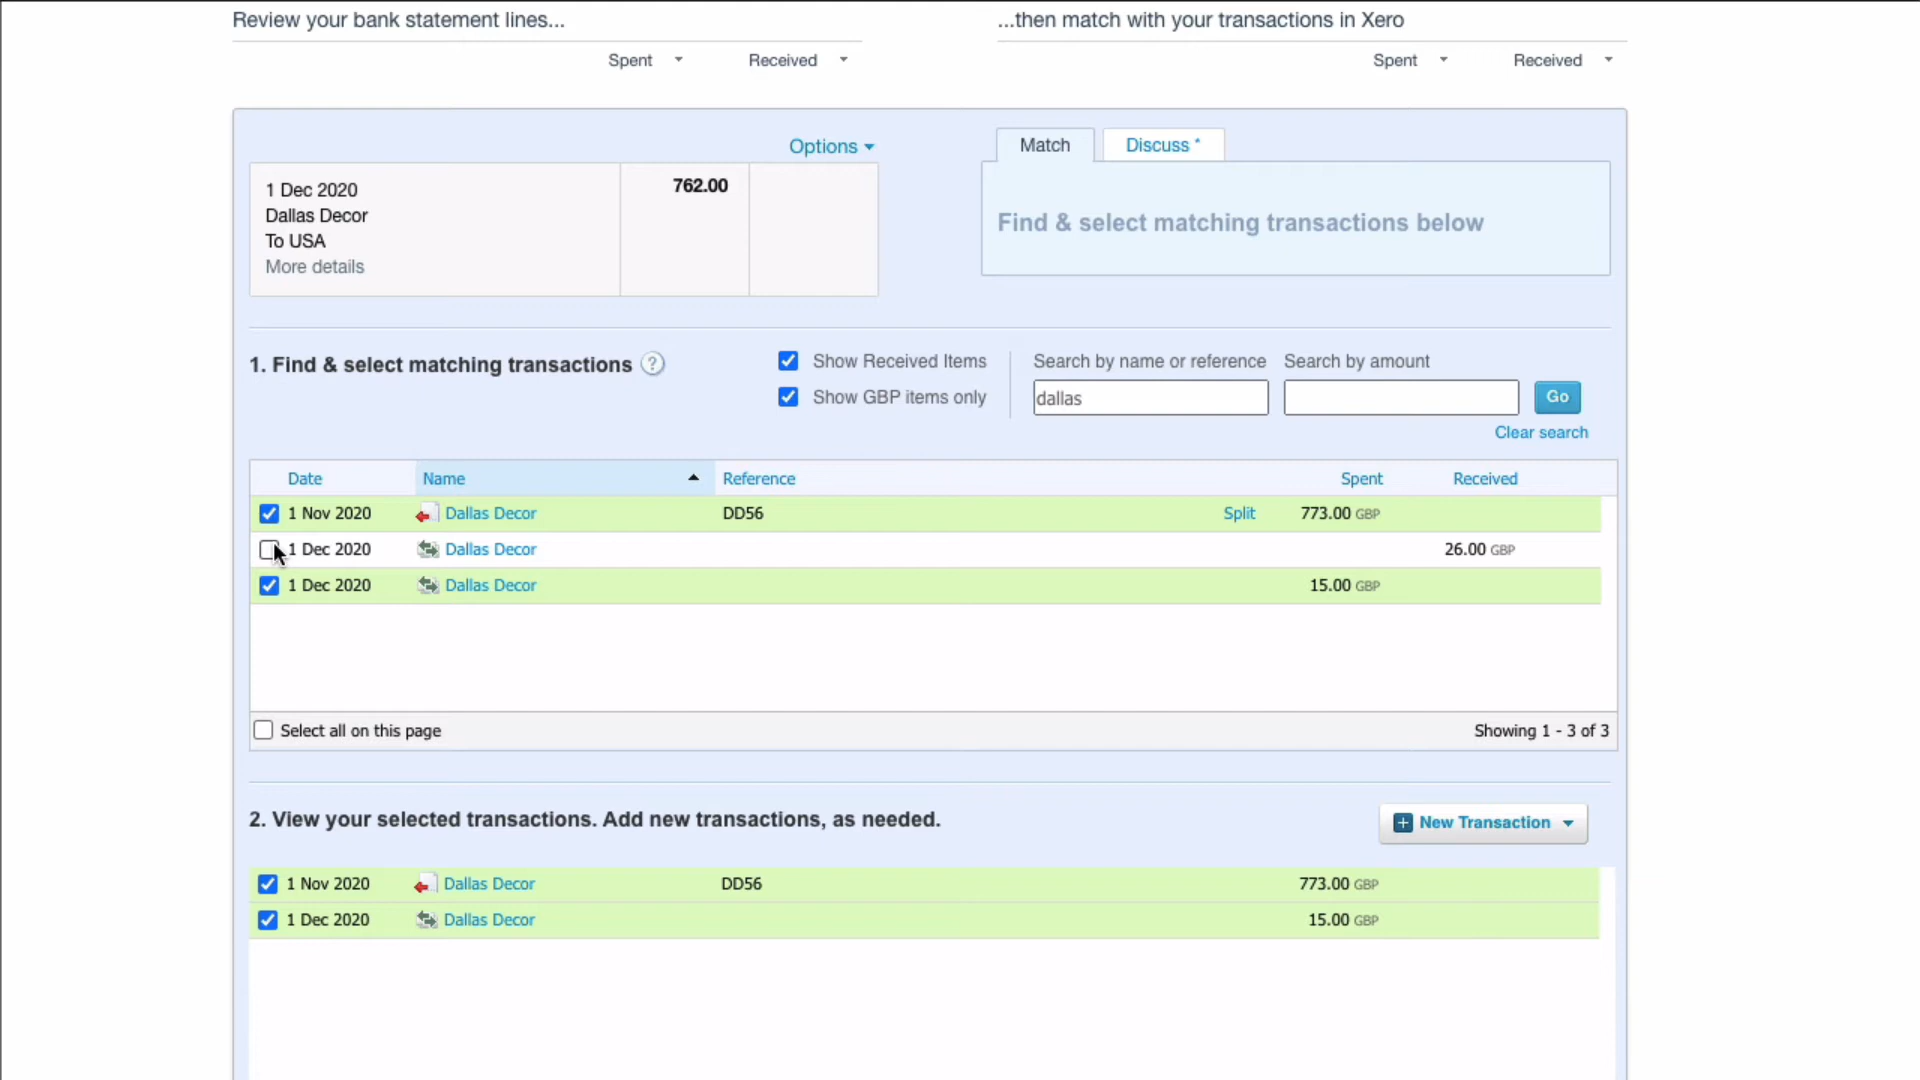 Review your bank statement lines...
...then match with your transactions in Xero
Spent Received
Spent Received
Options
Match
Discuss *
1 Dec 2020
Dallas Decor
To USA
More details
762.00
Find & select matching transactions below
1. Find & select matching transactions ?
Show Received Items
Show GBP items only
Search by name or reference
dallas
Search by amount
Go
Clear search
Date Name Reference Spent Received
1 Nov 2020 Dallas Decor DD56 Split 773.00 GBP
1 Dec 2020 Dallas Decor 26.00 GBP
1 Dec 2020 Dallas Decor 15.00 GBP
Select all on this page
Showing 1 - 3 of 3
2. View your selected transactions. Add new transactions, as needed.
+ New Transaction
1 Nov 2020 Dallas Decor DD56 773.00 GBP
1 Dec 2020 Dallas Decor 15.00 GBP